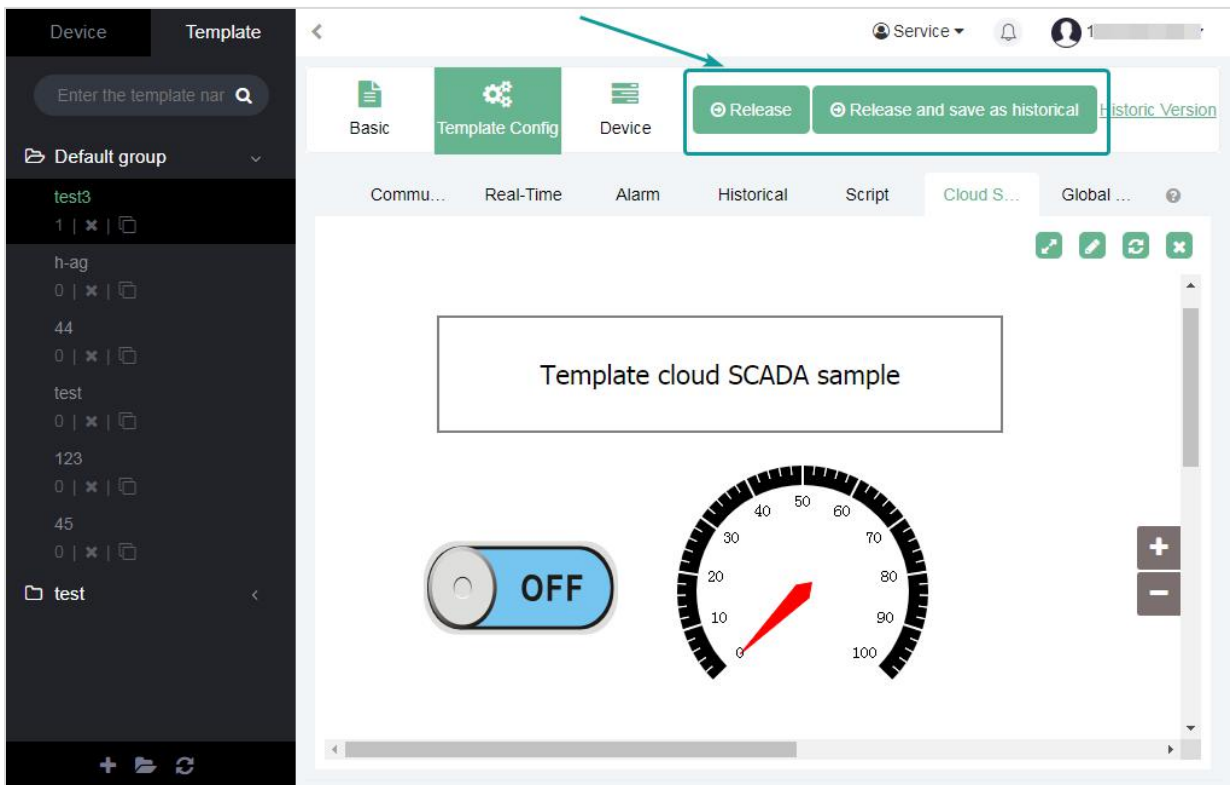 Device Template
Service
1
Enter the template nar
Basic Template Config Device Release Release and save as historical Historic Version
Default group
test3
1 | |
Commu... Real-Time Alarm Historical Script Cloud S... Global ...
h-ag
0 | |
44
0 | |
test
0 | |
123
0 | |
45
0 | |
test
Template cloud SCADA sample
OFF
0 10 20 30 40 50 60 70 80 90 100